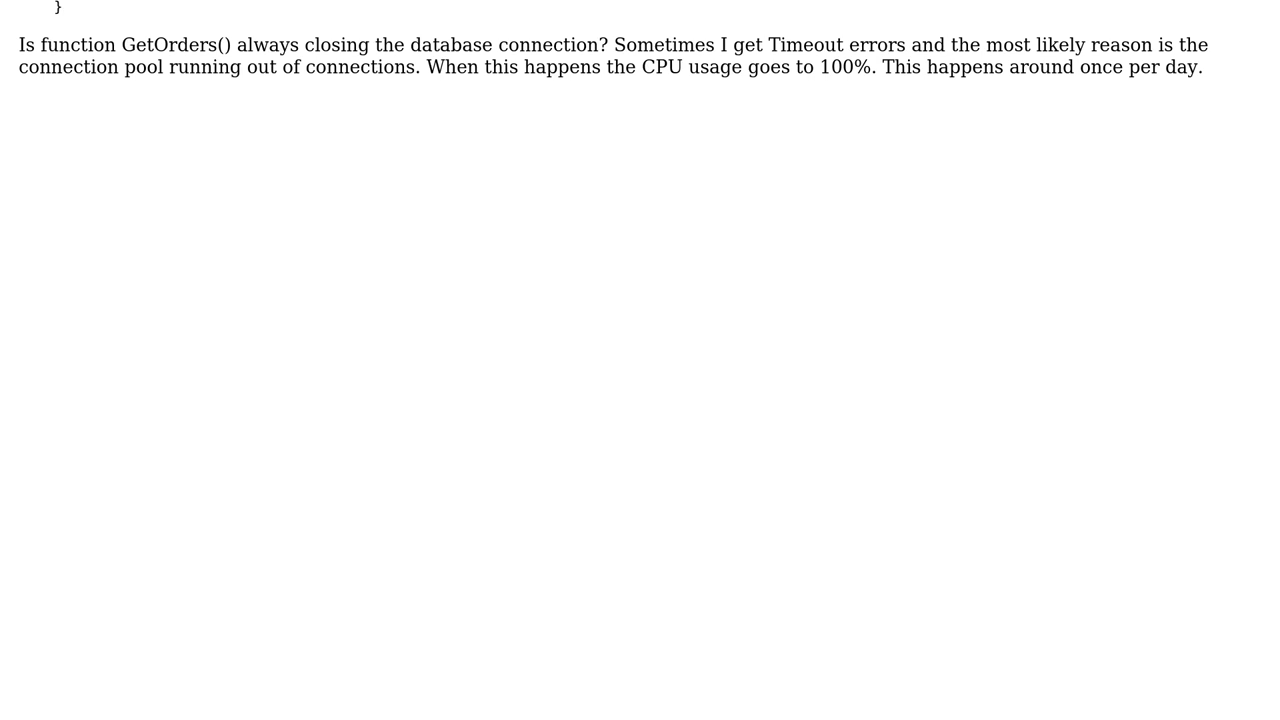 }
Is function GetOrders() always closing the database connection? Sometimes I get Timeout errors and the most likely reason is the
connection pool running out of connections. When this happens the CPU usage goes to 100%. This happens around once per day.